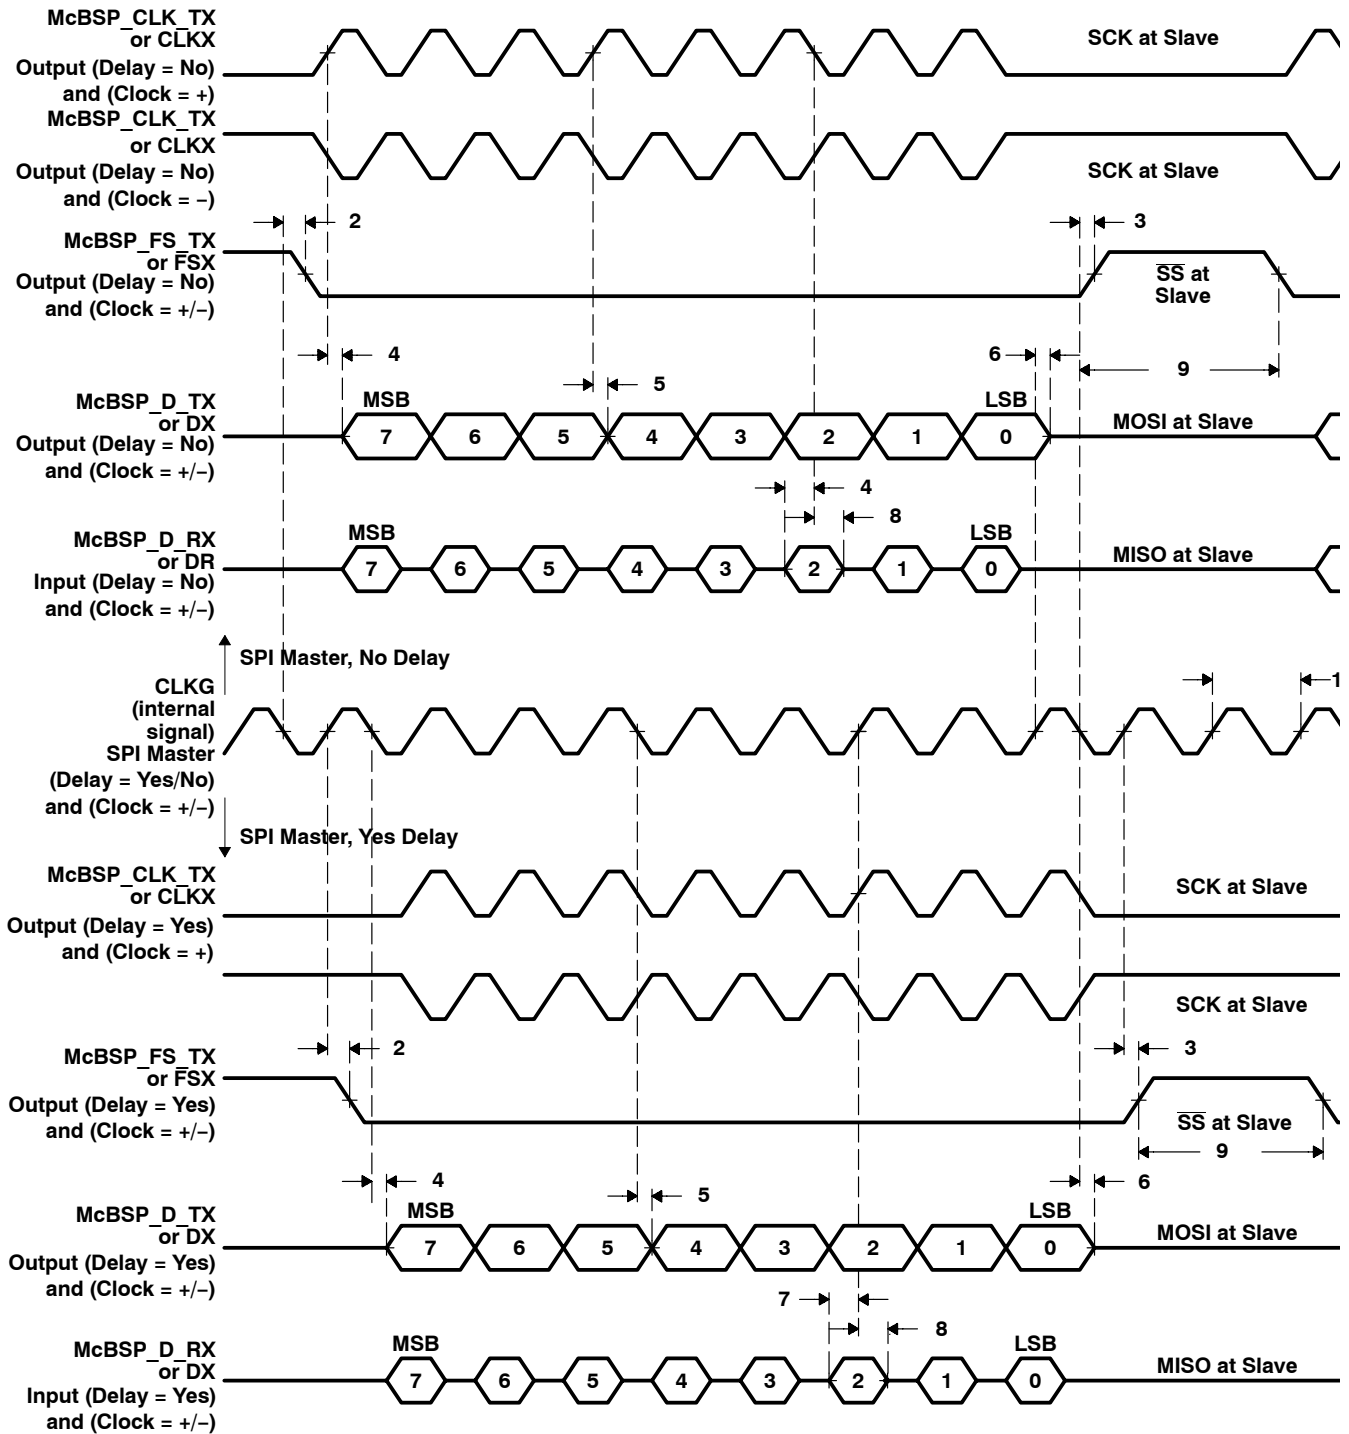 McBSP_CLK_TX
or CLKX
Output (Delay = No)
and (Clock = +)
SCK at Slave
McBSP_CLK_TX
or CLKX
Output (Delay = No)
and (Clock = −)
SCK at Slave
2
3
McBSP_FS_TX
or FSX
Output (Delay = No)
and (Clock = +/−)
SS at
Slave
4
6
9
5
McBSP_D_TX
or DX
Output (Delay = No)
and (Clock = +/−)
MSB
LSB
7 6 5 4 3 2 1 0
MOSI at Slave
4
8
McBSP_D_RX
or DR
Input (Delay = No)
and (Clock = +/−)
MSB
LSB
7 6 5 4 3 2 1 0
MISO at Slave
SPI Master, No Delay
1
CLKG
(internal
signal)
SPI Master
(Delay = Yes/No)
and (Clock = +/−)
SPI Master, Yes Delay
McBSP_CLK_TX
or CLKX
Output (Delay = Yes)
and (Clock = +)
SCK at Slave
SCK at Slave
2
3
McBSP_FS_TX
or FSX
Output (Delay = Yes)
and (Clock = +/−)
SS at Slave
9
4
6
5
McBSP_D_TX
or DX
Output (Delay = Yes)
and (Clock = +/−)
MSB
LSB
7 6 5 4 3 2 1 0
MOSI at Slave
7
8
McBSP_D_RX
or DX
Input (Delay = Yes)
and (Clock = +/−)
MSB
LSB
7 6 5 4 3 2 1 0
MISO at Slave